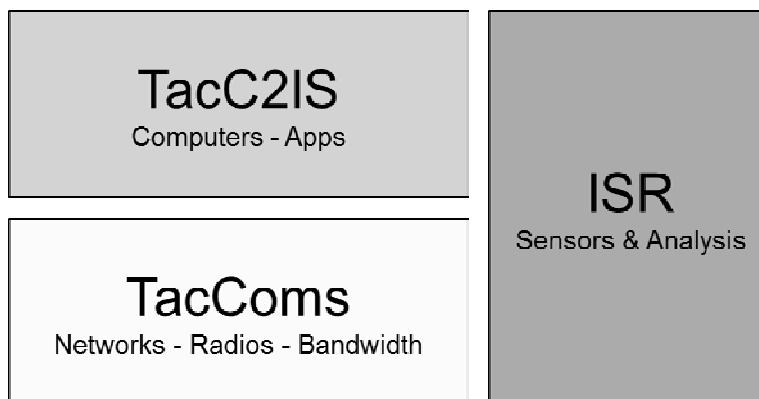 TacC2IS
Computers - Apps
TacComs
Networks - Radios - Bandwidth
ISR
Sensors & Analysis